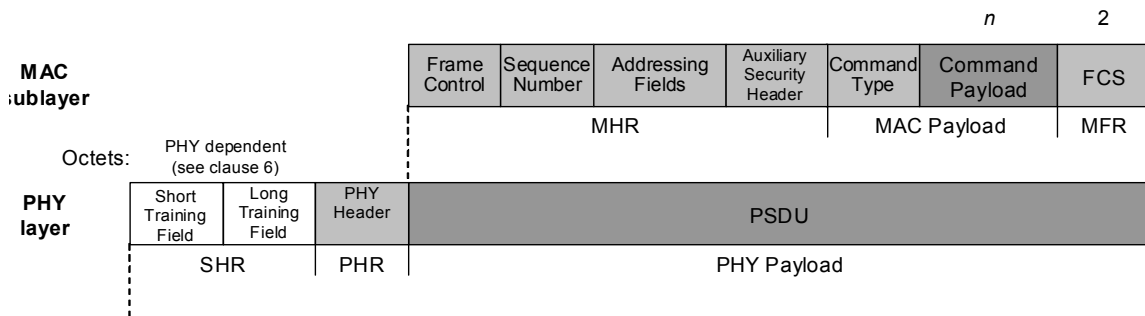 n 2
MAC
sublayer
Frame Control
Sequence Number
Addressing Fields
Auxiliary Security Header
Command Type
Command Payload
FCS
MHR MAC Payload MFR
Octets:
PHY dependent
(see clause 6)
PHY
layer
Short Training Field
Long Training Field
PHY Header
PSDU
SHR PHR PHY Payload